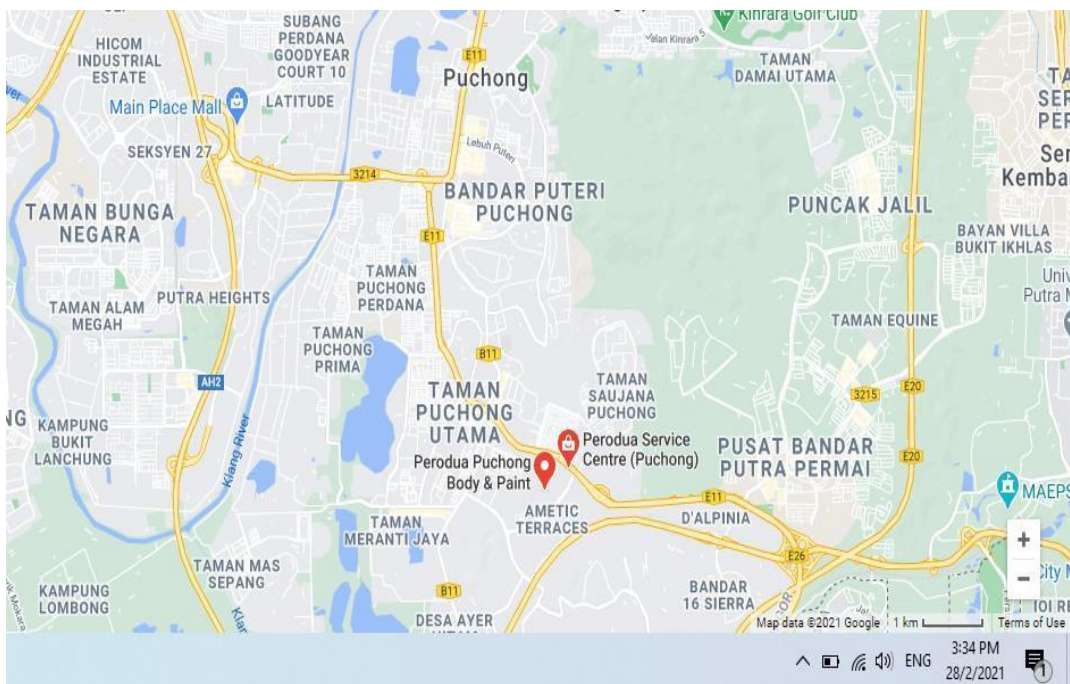 SUBANG
PERDANA
GOODYEAR
COURT 10
Kinrara Golf Club
Jalan Kinrara 5
HICOM
INDUSTRIAL
ESTATE
E11
Puchong
TAMAN
DAMAI UTAMA
Main Place Mall
LATITUDE
SEKSYEN 27
Lebuh Puteri
3214
BANDAR PUTERI
PUCHONG
PUNCAK JALIL
TAMAN BUNGA
NEGARA
BAYAN VILLA
BUKIT IKHLAS
E11
TAMAN
PUCHONG
PERDANA
PUTRA HEIGHTS
TAMAN ALAM
MEGAH
TAMAN EQUINE
TAMAN
PUCHONG
PRIMA
B11
AH2
TAMAN
SAUJANA
PUCHONG
3215
E20
TAMAN
PUCHONG
UTAMA
KAMPUNG
BUKIT
LANCHUNG
Klang River
Perodua Service
Centre (Puchong)
PUSAT BANDAR
PUTRA PERMAI
E20
Perodua Puchong
Body & Paint
MAEPS
E11
AMETIC
TERRACES
D'ALPINIA
TAMAN
MERANTI JAYA
E26
TAMAN MAS
SEPANG
KAMPUNG
LOMBONG
B11
BANDAR
16 SIERRA
DESA AYER
+
−
Map data ©2021 Google
1 km
Terms of Use
ENG
3:34 PM
28/2/2021
1